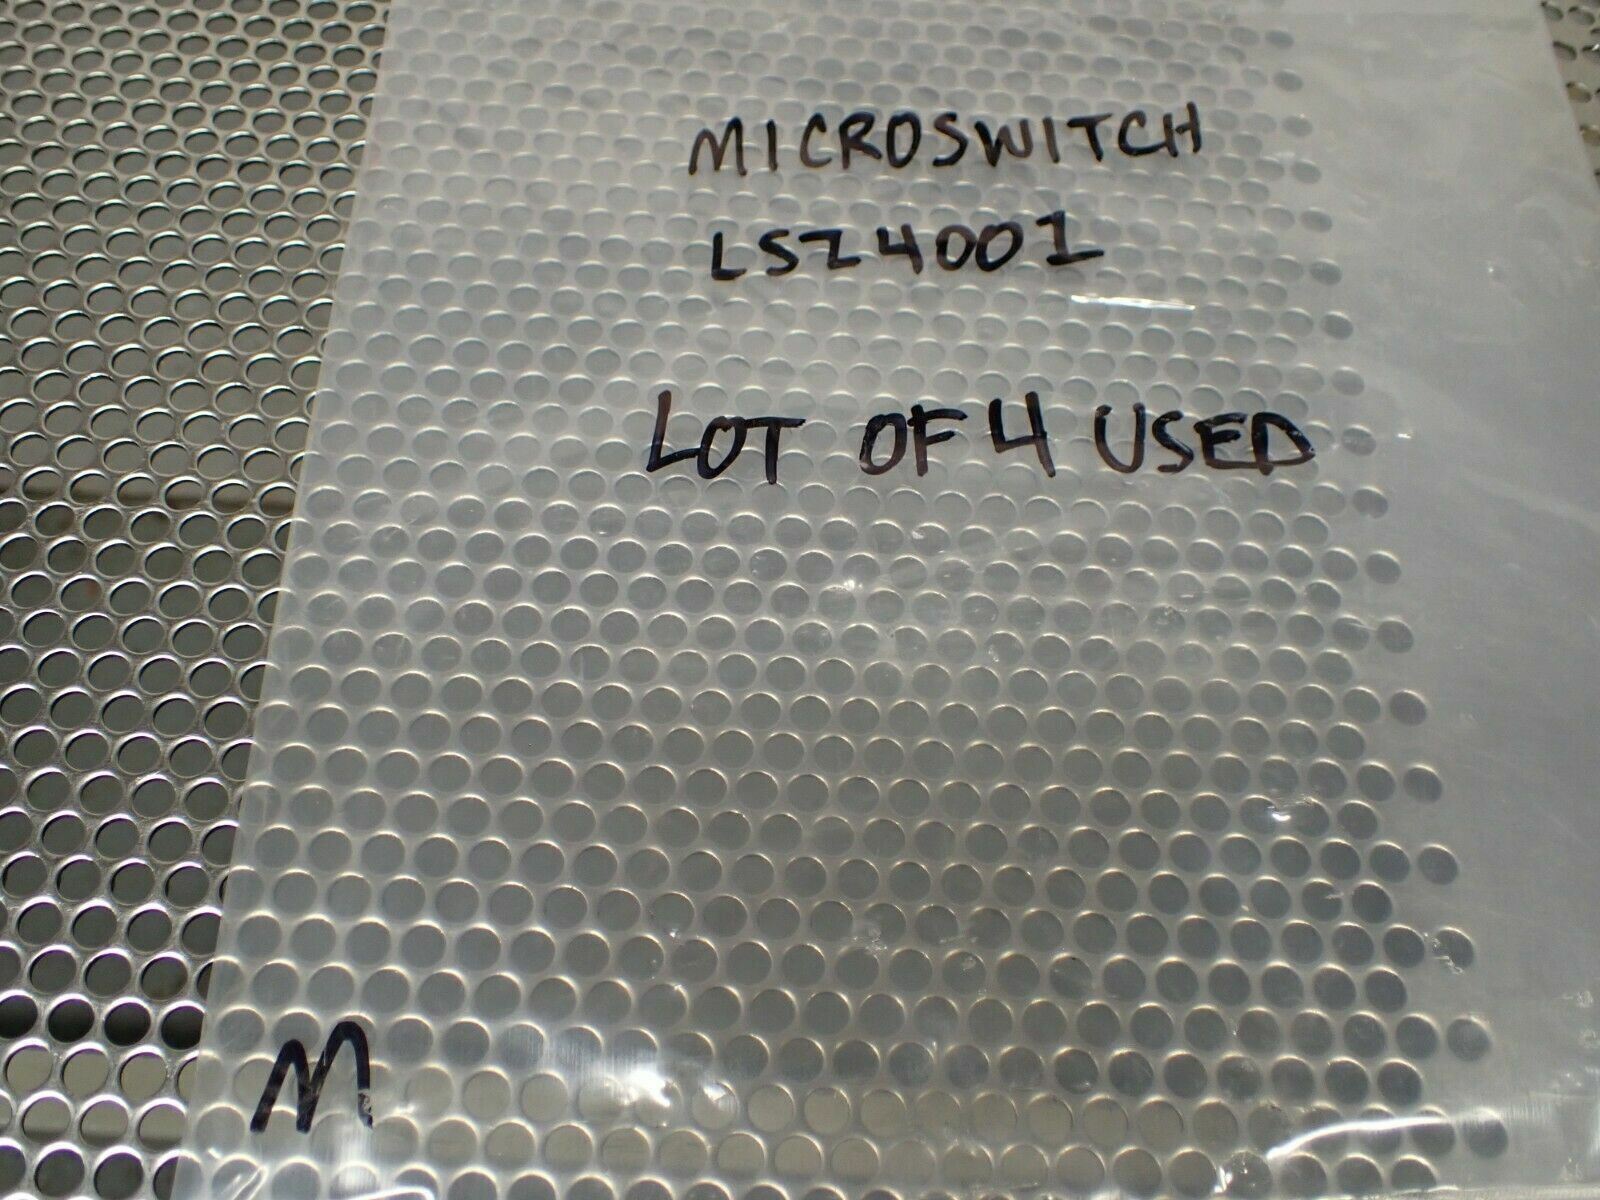 MICROSWITCH
LSZ4001
LOT OF 4 USED
M